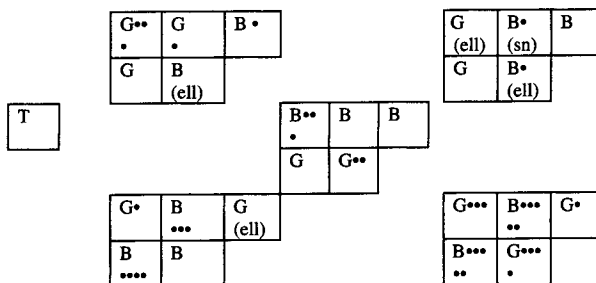 G•• G B •
• •
G B
(ell)
G B• B
(ell) (sn)
G B•
(ell)
T
B•• B B
•
G G••
G• B G
••• (ell)
B B
••••
G••• B••• G•
••
B••• G•••
•• •